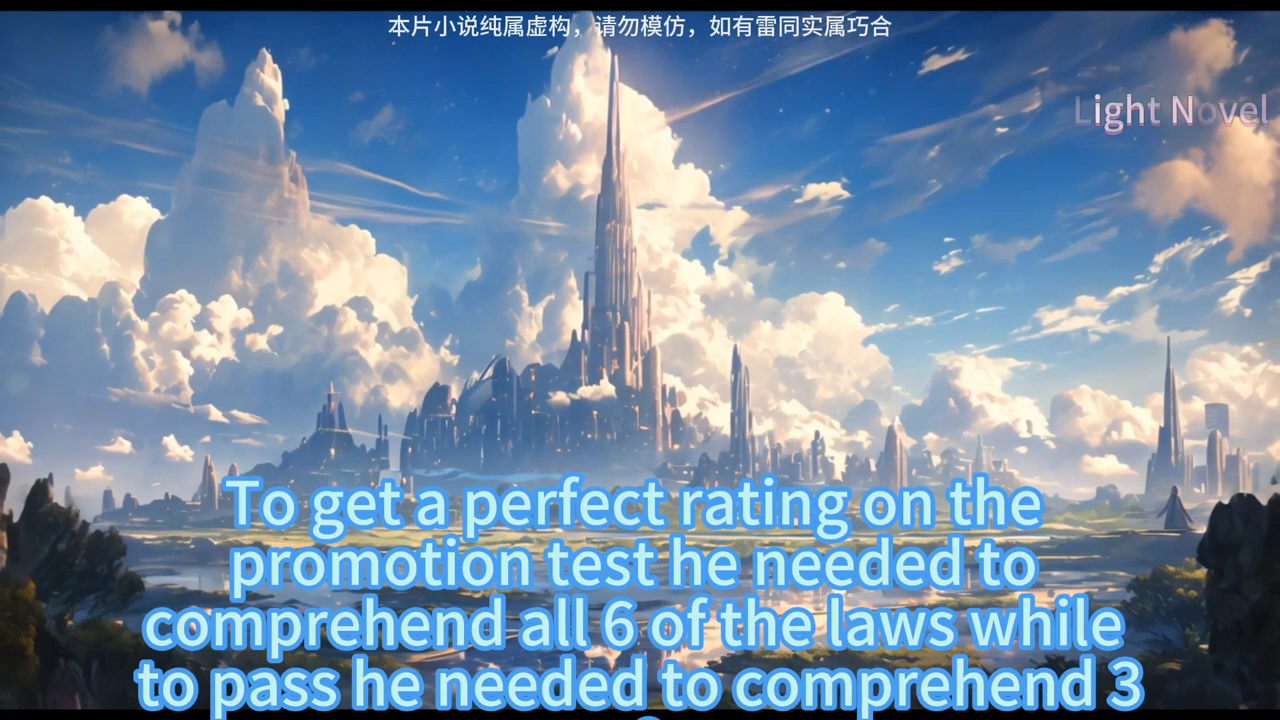 本片小说纯属虚构，请勿模仿，如有雷同实属巧合
Light Novel
To get a perfect rating on the
promotion test he needed to
comprehend all 6 of the laws while
to pass he needed to comprehend 3